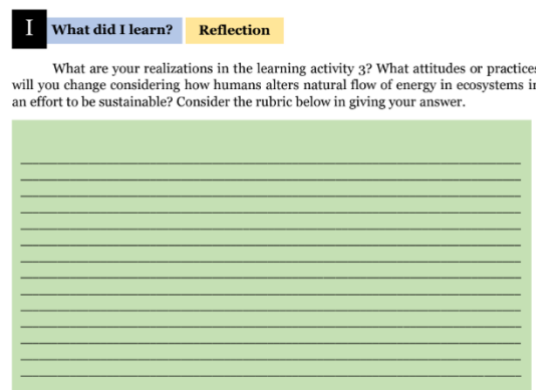 I What did I learn? Reflection
What are your realizations in the learning activity 3? What attitudes or practices
will you change considering how humans alters natural flow of energy in ecosystems in
an effort to be sustainable? Consider the rubric below in giving your answer.